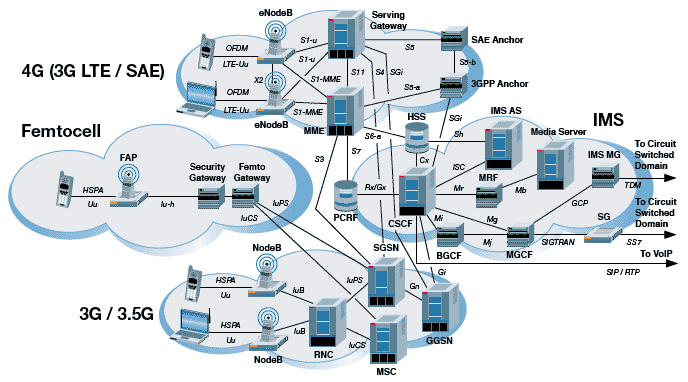 eNodeB
Serving
Gateway
S1-u
S5
SAE Anchor
OFDM
LTE-Uu
S1-u
S5-b
4G (3G LTE / SAE)
X2
S1-MME
S11
S4
SGi
3GPP Anchor
OFDM
LTE-Uu
S1-MME
S5-a
eNodeB
MME
HSS
SGi
IMS AS
IMS
Femtocell
S6-a
Sh
Media Server
FAP
Security
Gateway
Femto
Gateway
S3
S7
Cx
ISC
MRF
IMS MG
To Circuit
Switched
Domain
HSPA
Uu
Iu-h
IuPS
IuCS
Rx/Gx
Mr
Mb
GCP
TDM
PCRF
CSCF
Mi
Mg
SG
To Circuit
Switched
Domain
Mj
SIGTRAN
SS7
BGCF
MGCF
To VoIP
SIP / RTP
NodeB
SGSN
Gi
HSPA
Uu
IuB
IuPS
Gn
3G / 3.5G
HSPA
Uu
IuB
IuCS
NodeB
RNC
MSC
GGSN